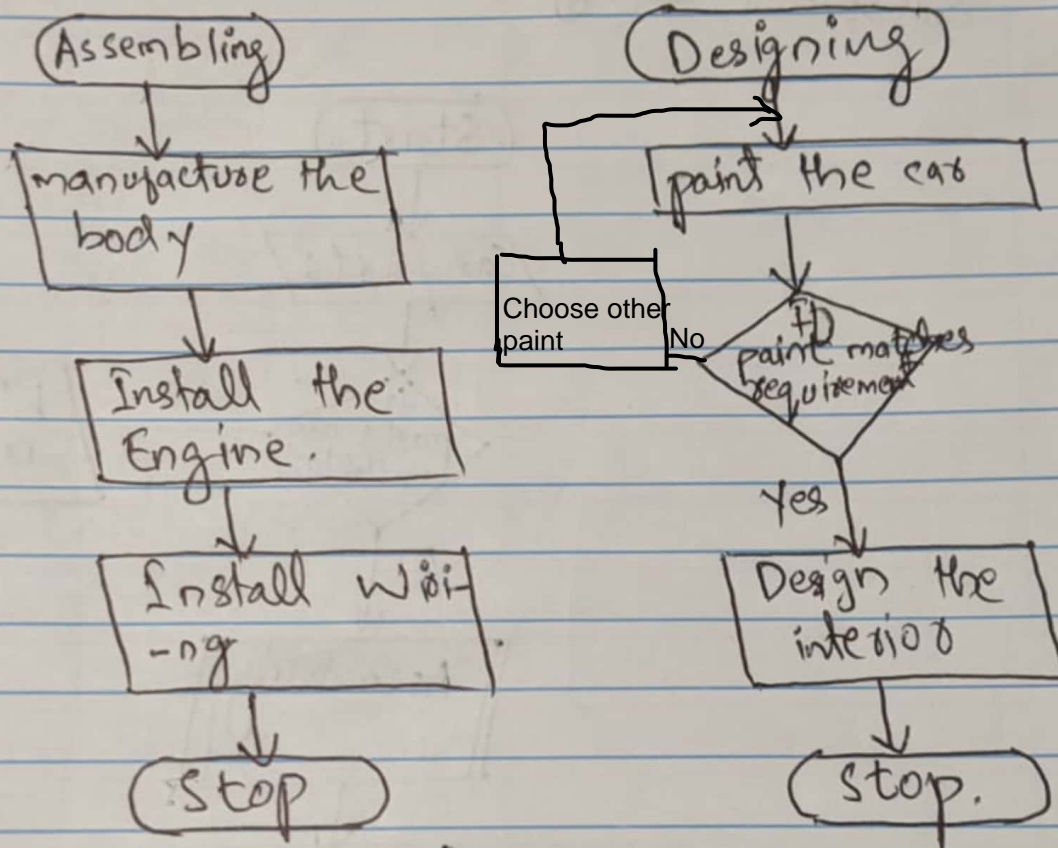 Assembling
manufacture the
body
Install the
Engine.
Install Wiri-
-ng
Stop
Designing
paint the car
Choose other
paint
No
If
paint matches
requirement
Yes
Design the
interior
Stop.